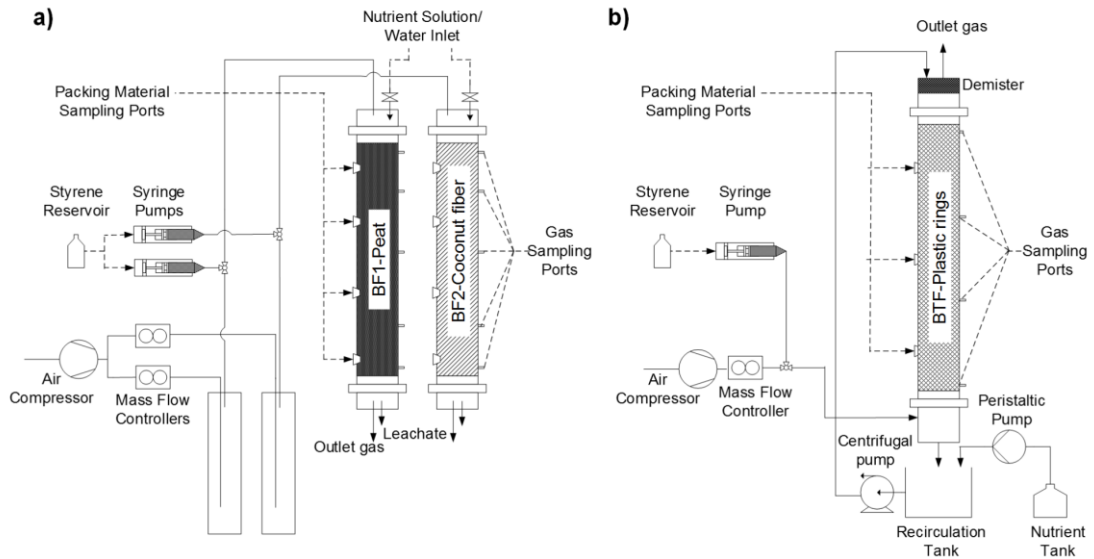 a)
Nutrient Solution/
Water Inlet
Packing Material
Sampling Ports
Styrene
Reservoir
Syringe
Pumps
BF1-Peat
BF2-Coconut fiber
Gas
Sampling
Ports
Air
Compressor
Mass Flow
Controllers
Leachate
Outlet gas
b)
Outlet gas
Demister
Packing Material
Sampling Ports
Styrene
Reservoir
Syringe
Pump
BTF-Plastic rings
Gas
Sampling
Ports
Air
Compressor
Mass Flow
Controller
Peristaltic
Pump
Centrifugal
pump
Recirculation
Tank
Nutrient
Tank